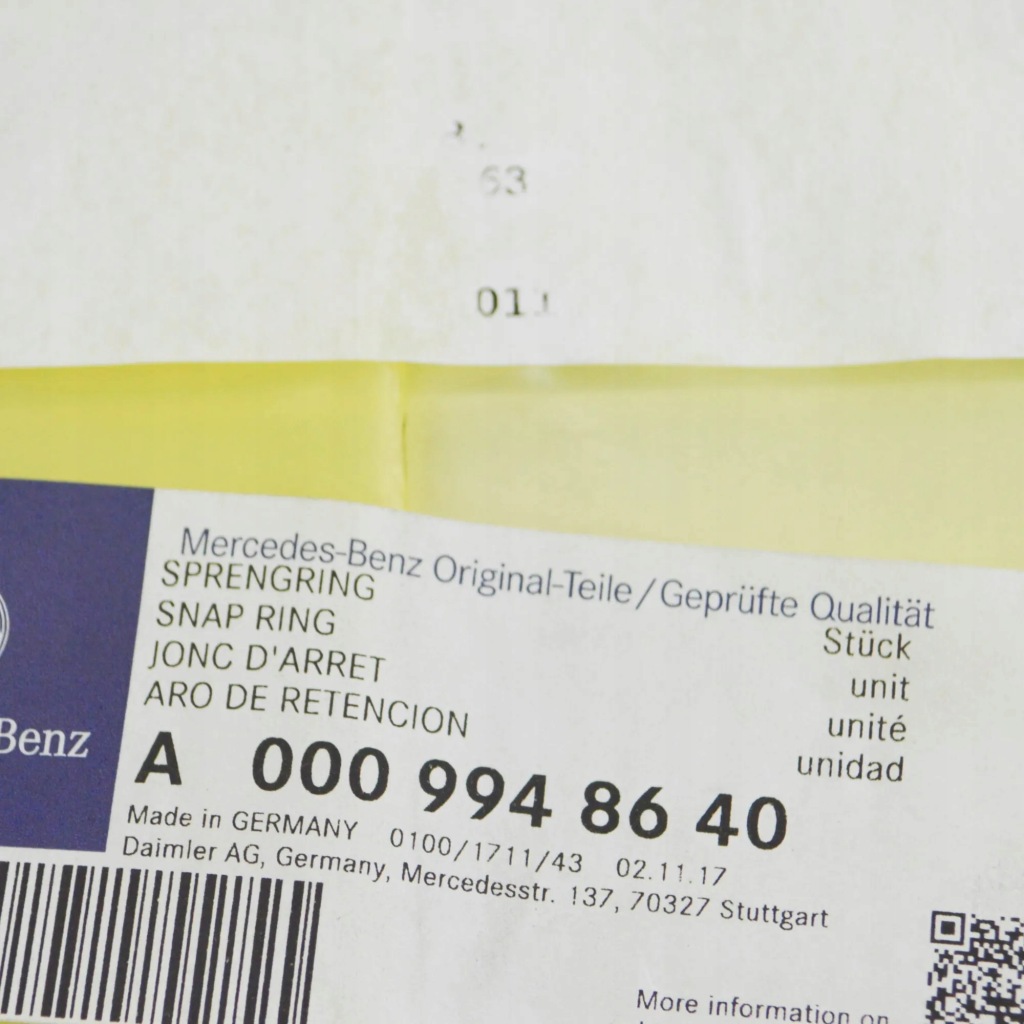 63
Mercedes-Benz Original-Teile / Geprüfte Qualität
SPRENGRING
Stück
SNAP RING
unit
JONC D'ARRET
unité
ARO DE RETENCION
unidad
Benz
A 000 994 86 40
Made in GERMANY 0100/1711/43 02.11.17
Daimler AG, Germany, Mercedesstr. 137, 70327 Stuttgart
More information on